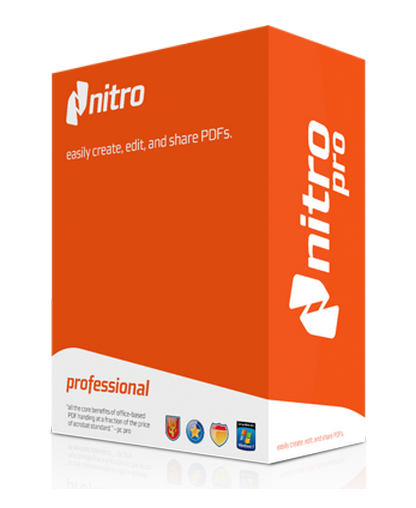 nitro
easily create, edit, and share PDFs.
nitro
pro
professional
"all the core benefits of office-based
PDF handling at a fraction of the price
of acrobat standard." - pc pro
easily create, edit, and share PDFs.